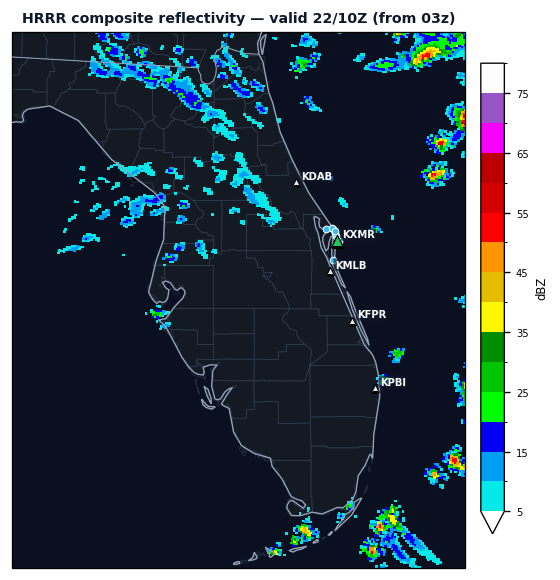 HRRR composite reflectivity — valid 22/10Z (from 03z)
KDAB
KXMR
KMLB
KFPR
KPBI
75
65
55
45
35
25
15
5
dBZ